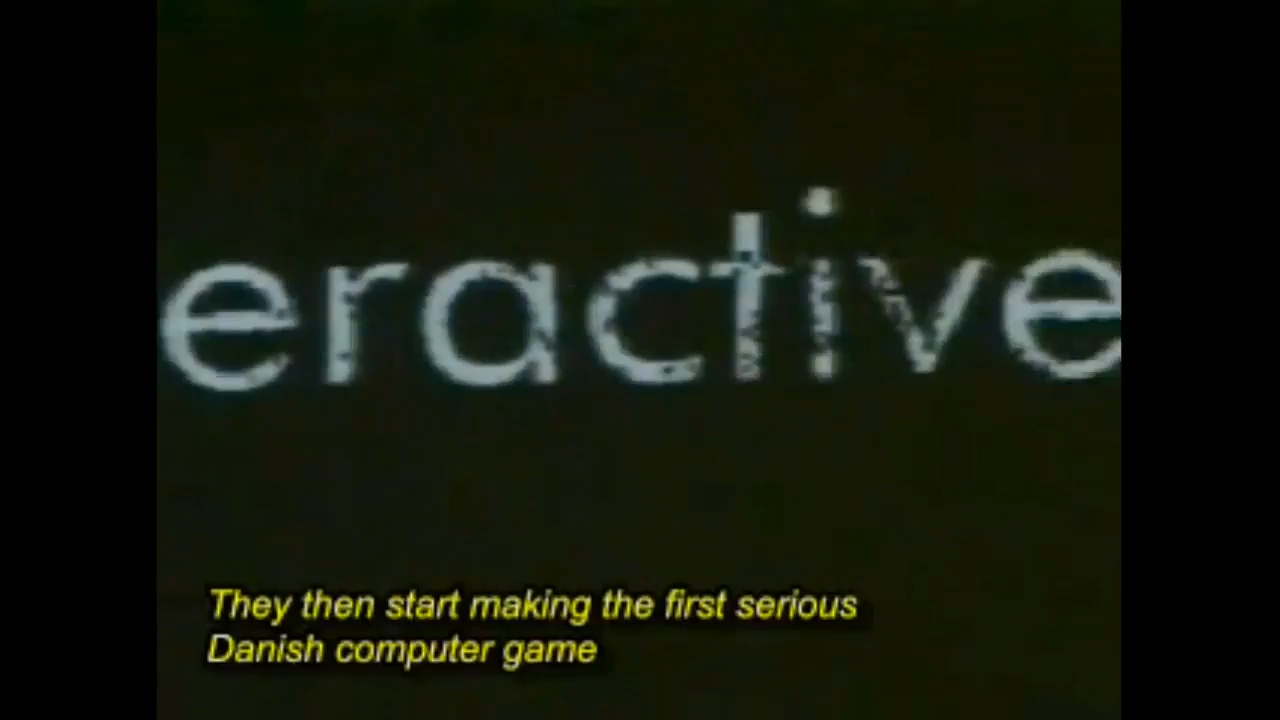 eractive
They then start making the first serious
Danish computer game